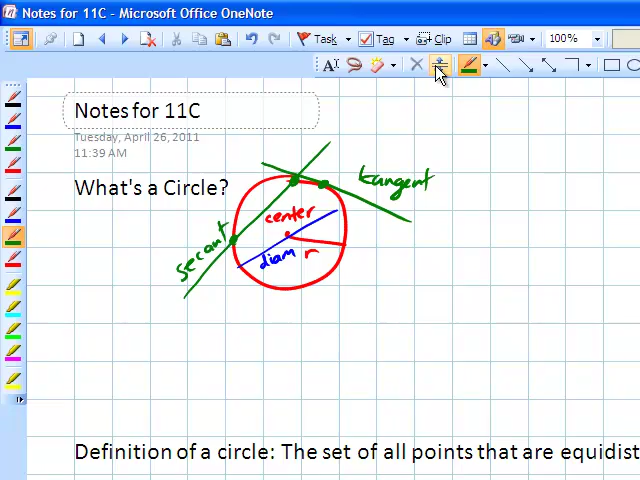 Notes for 11C - Microsoft Office OneNote
Task Tag Clip 100%
A
Notes for 11C
Tuesday, April 26, 2011
11:39 AM
What's a Circle?
tangent
center
secant
diam r
Definition of a circle: The set of all points that are equidist